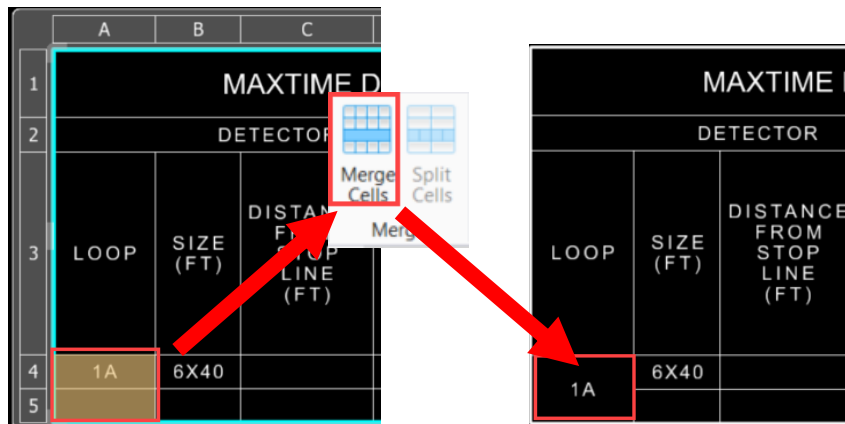 A B C
1 MAXTIME D
2 DETECTOR
3 LOOP SIZE
(FT) DISTAN
F
STOP
LINE
(FT)
4 1A 6X40
5
Merge
Cells
Split
Cells
Merg
MAXTIME
DETECTOR
LOOP SIZE
(FT) DISTANCE
FROM
STOP
LINE
(FT)
1A 6X40